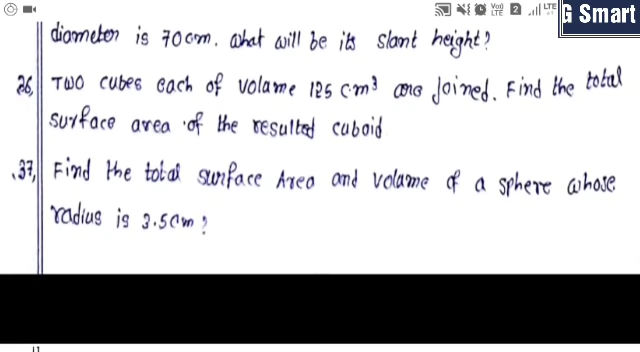 G Smart
diameter is 70cm. What will be its slant height?
26, Two cubes each of volume 125 cm³ are joined. Find the total
surface area of the resulted cuboid
37, Find the total surface Area and volume of a sphere whose
radius is 3.5cm?